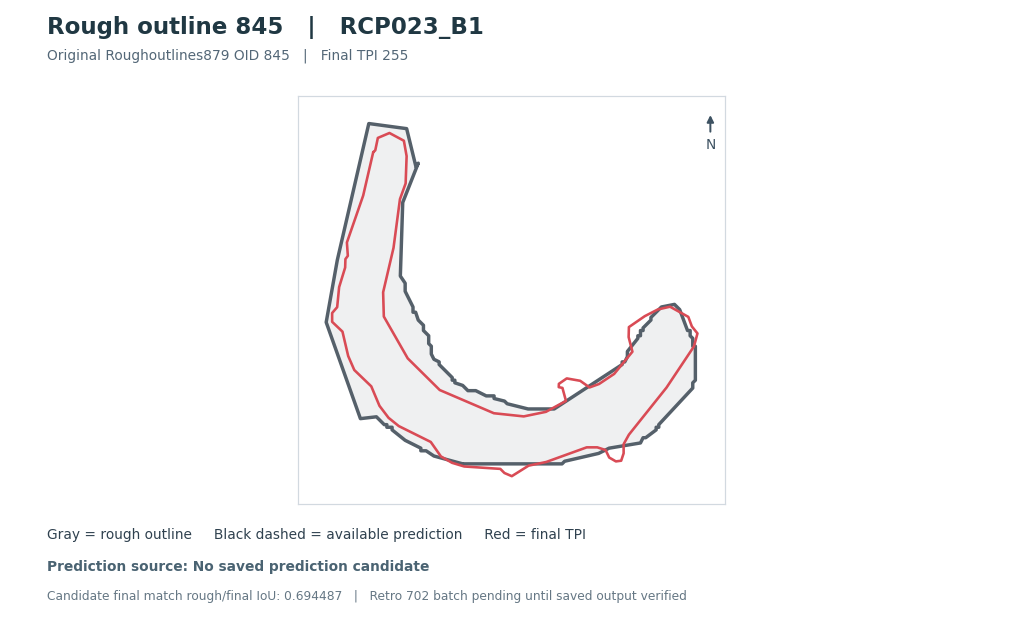 Rough outline 845 | RCP023_B1
Original Roughoutlines879 OID 845 | Final TPI 255
N
Gray = rough outline Black dashed = available prediction Red = final TPI
Prediction source: No saved prediction candidate
Candidate final match rough/final IoU: 0.694487 | Retro 702 batch pending until saved output verified